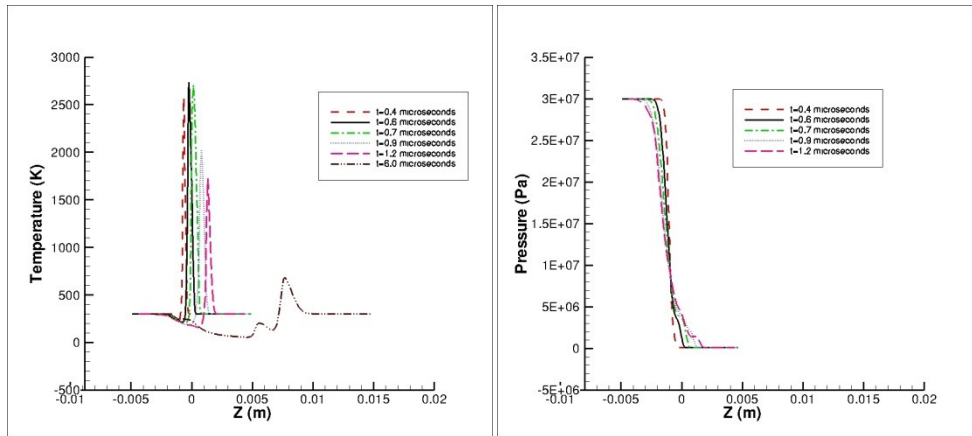 3000
2500
2000
1500
1000
500
0
-500
-0.01
-0.005
0
0.005
0.01
0.015
0.02
Temperature (K)
Z (m)
t=0.4 microseconds
t=0.6 microseconds
t=0.7 microseconds
t=0.9 microseconds
t=1.2 microseconds
t=6.0 microseconds
3.5E+07
3E+07
2.5E+07
2E+07
1.5E+07
1E+07
5E+06
0
-5E+06
-0.01
-0.005
0
0.005
0.01
0.015
0.02
Pressure (Pa)
Z (m)
t=0.4 microseconds
t=0.6 microseconds
t=0.7 microseconds
t=0.9 microseconds
t=1.2 microseconds